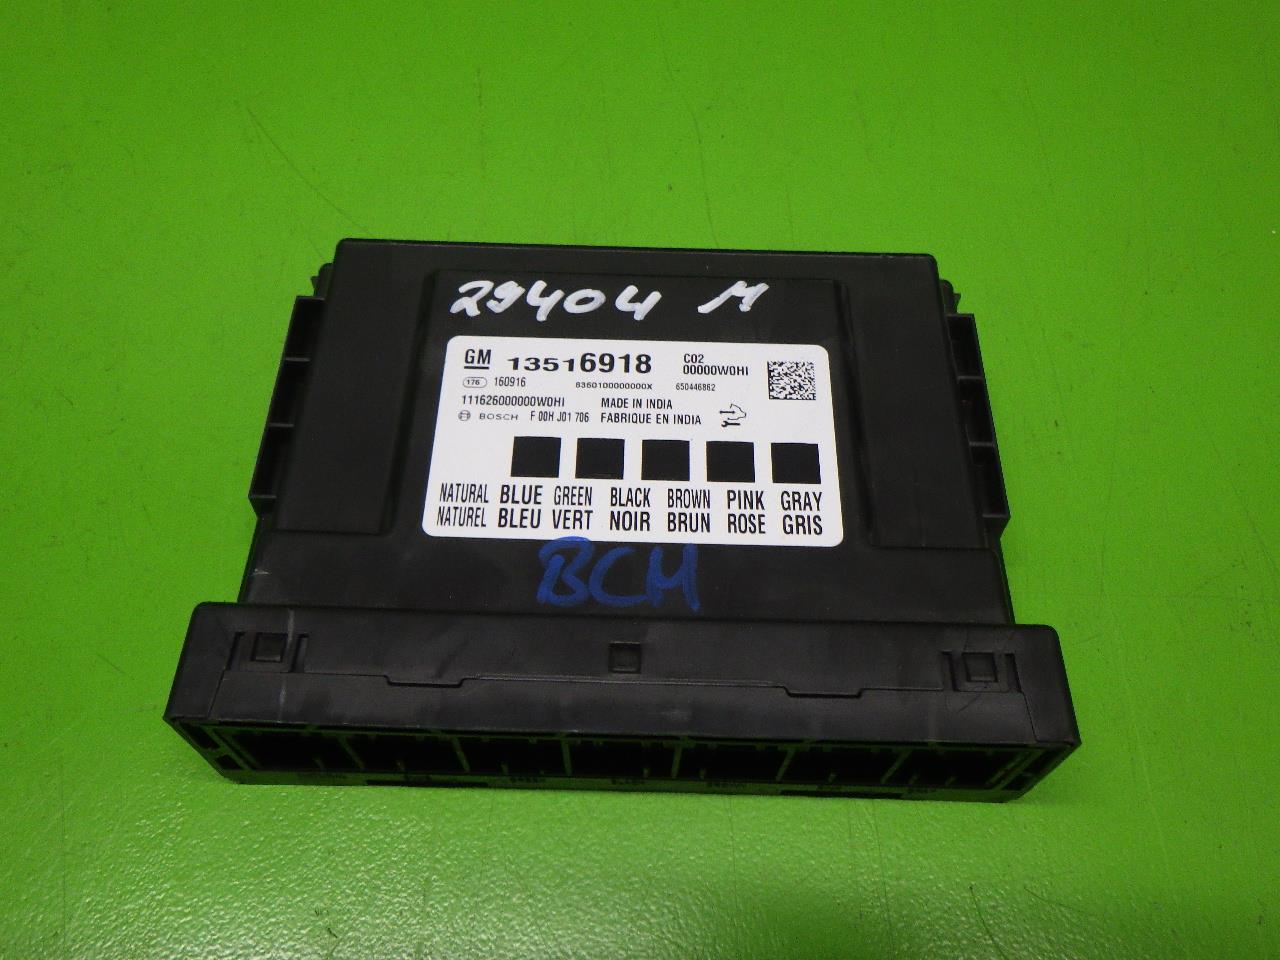 29404 M
GM 13516918 C02
00000W0HI
176 160916 8360100000000X 650446862
111626000000W0HI MADE IN INDIA
BOSCH F 00H J01 706 FABRIQUE EN INDIA
NATURAL BLUE GREEN BLACK BROWN PINK GRAY
NATUREL BLEU VERT NOIR BRUN ROSE GRIS
BCM